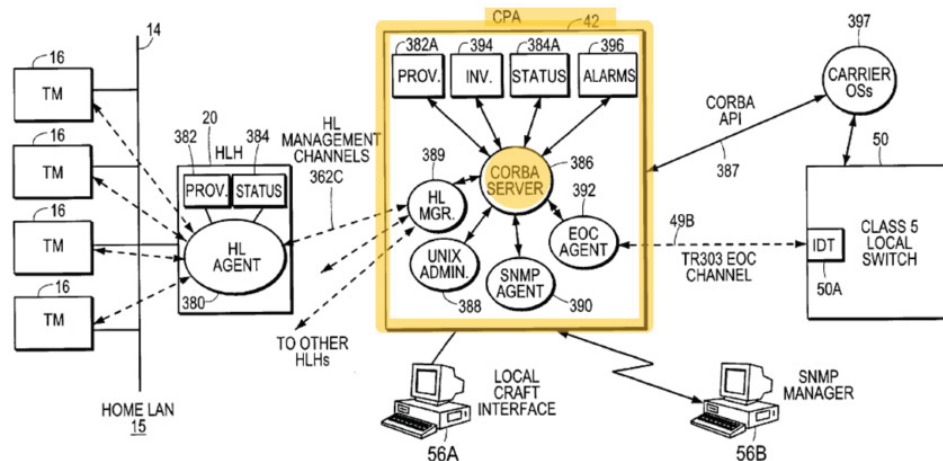 CPA
42
397
14
382A
394
384A
396
16
TM
PROV.
INV.
STATUS
ALARMS
CARRIER
OSs
16
TM
20
382
384
HLH
PROV.
STATUS
HL
MANAGEMENT
CHANNELS
362C
389
CORBA
SERVER
386
CORBA
API
387
50
16
TM
HL
AGENT
380
HL
MGR.
392
EOC
AGENT
49B
TR303 EOC
CHANNEL
IDT
50A
CLASS 5
LOCAL
SWITCH
16
TM
UNIX
ADMIN.
388
SNMP
AGENT
390
TO OTHER
HLHs
HOME LAN
15
LOCAL
CRAFT
INTERFACE
56A
SNMP
MANAGER
56B